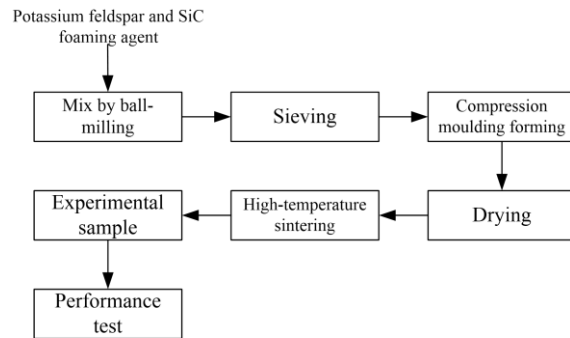 Potassium feldspar and SiC
foaming agent
Mix by ball-
milling
Sieving
Compression
moulding forming
Drying
High-temperature
sintering
Experimental
sample
Performance
test